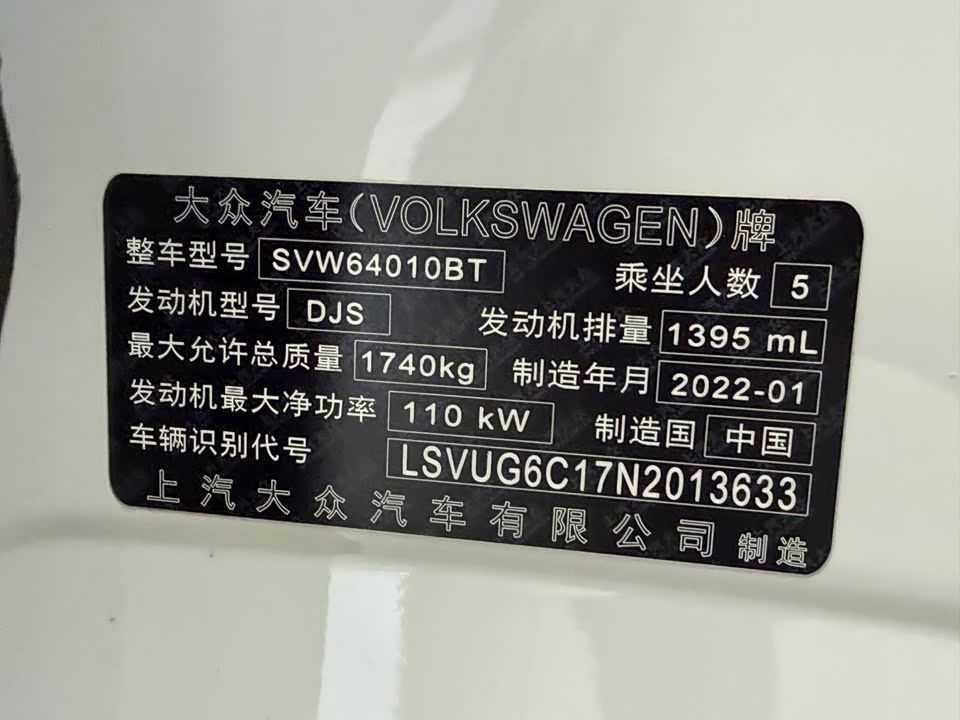 大众汽车(VOLKSWAGEN)牌
整车型号 SVW64010BT 乘坐人数 5
发动机型号 DJS 发动机排量 1395 mL
最大允许总质量 1740kg 制造年月 2022-01
发动机最大净功率 110 kW 制造国 中国
车辆识别代号 LSVUG6C17N2013633
上汽大众汽车有限公司 制造